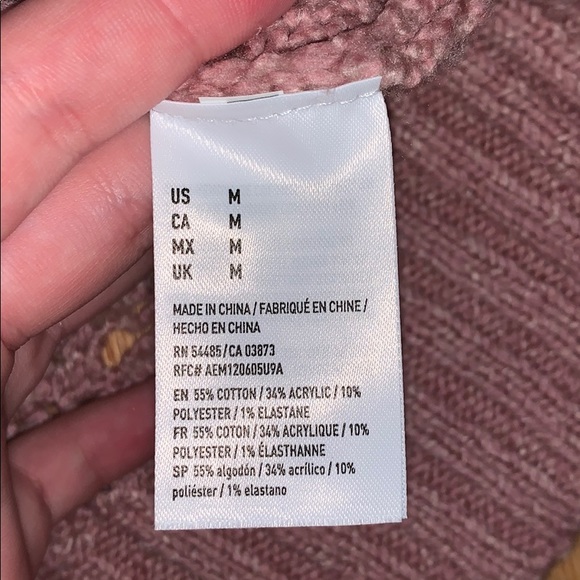 US M
CA M
MX M
UK M
MADE IN CHINA / FABRIQUÉ EN CHINE /
HECHO EN CHINA
RN 54485/CA 03873
RFC# AEM120605U9A
EN 55% COTTON / 34% ACRYLIC / 10%
POLYESTER / 1% ELASTANE
FR 55% COTON / 34% ACRYLIQUE / 10%
POLYESTER / 1% ÉLASTHANNE
SP 55% algodón / 34% acrílico / 10%
poliéster / 1% elastano